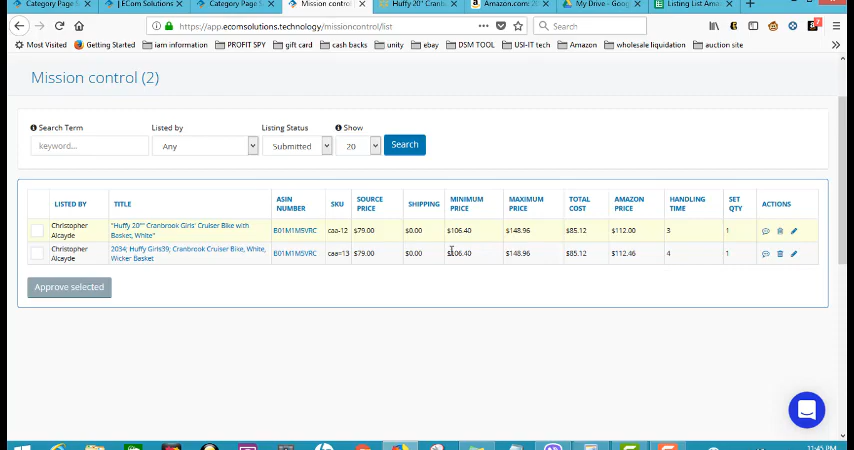 Category Page S
| ECom Solutions
Category Page S
Mission control
Huffy 20" Cranb
Amazon.com: 2
My Drive - Goog
Listing List Ama
https://app.ecomsolutions.technology/missioncontrol/list
Search
7
Most Visited Getting Started iam information PROFIT SPY gift card cash backs unity ebay DSM TOOL USI-IT tech Amazon wholesale liquidation auction site
Mission control (2)
Search Term Listed by Listing Status Show
keyword... Any Submitted 20 Search
LISTED BY TITLE ASIN NUMBER SKU SOURCE PRICE SHIPPING MINIMUM PRICE MAXIMUM PRICE TOTAL COST AMAZON PRICE HANDLING TIME SET QTY ACTIONS
Christopher Alcayde "Huffy 20"" Cranbrook Girls' Cruiser Bike with Basket, White" B01M1M5VRC caa-12 $79.00 $0.00 $106.40 $148.96 $85.12 $112.00 3 1
Christopher Alcayde 2034; Huffy Girls39; Cranbrook Cruiser Bike, White, Wicker Basket B01M1M5VRC caa=13 $79.00 $0.00 $106.40 $148.96 $85.12 $112.46 4 1
Approve selected
11:45 PM